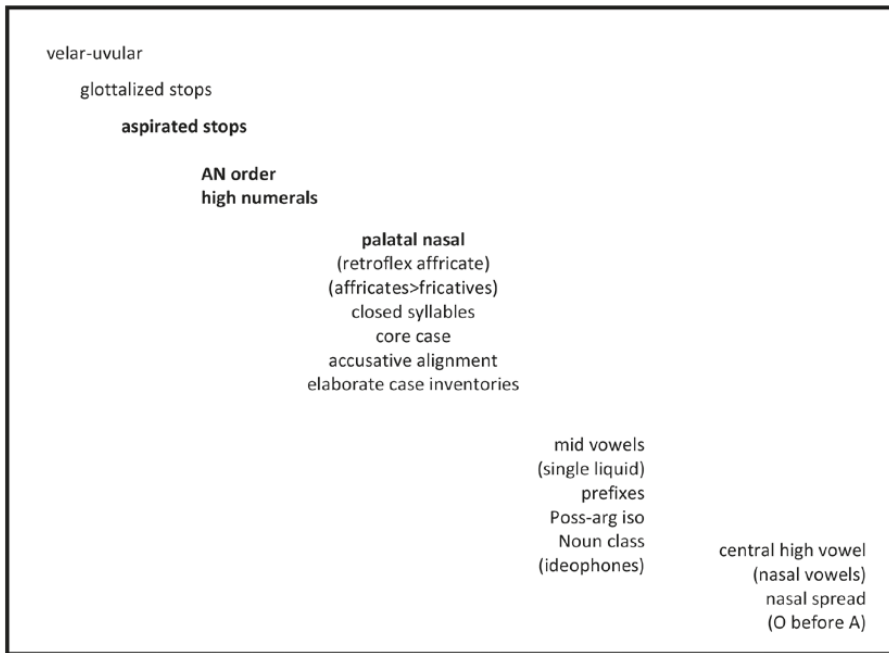 velar-uvular
glottalized stops
aspirated stops
AN order
high numerals
palatal nasal
(retroflex affricate)
(affricates>fricatives)
closed syllables
core case
accusative alignment
elaborate case inventories
mid vowels
(single liquid)
prefixes
Poss-arg iso
Noun class
(ideophones)
central high vowel
(nasal vowels)
nasal spread
(O before A)